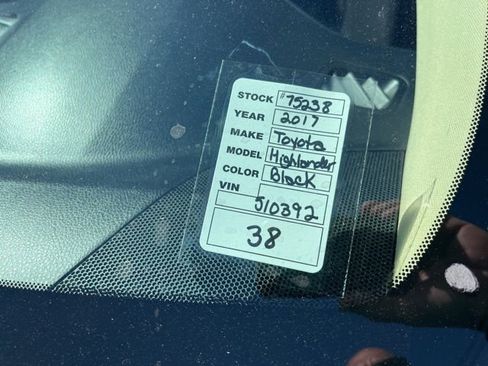 STOCK #75238
YEAR 2017
MAKE Toyota
MODEL Highlander
COLOR Black
VIN
510392
38